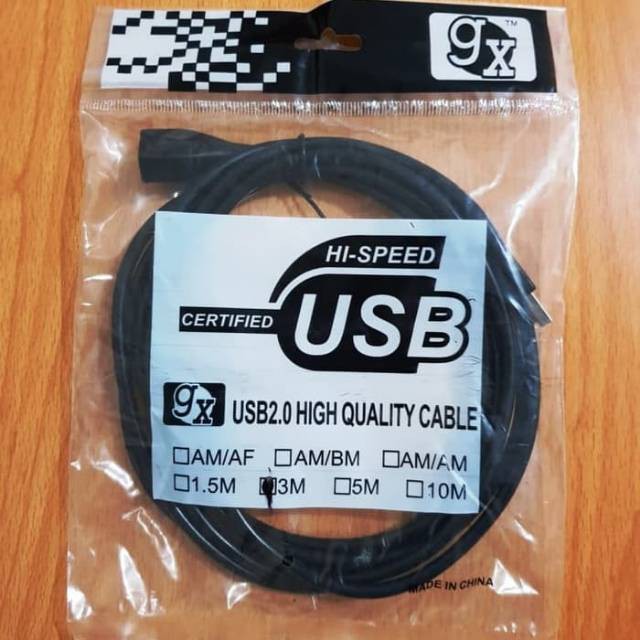 gx TM
HI-SPEED
CERTIFIED USB
gx USB2.0 HIGH QUALITY CABLE
☐AM/AF ☐AM/BM ☐AM/AM
☐1.5M ☐3M ☐5M ☐10M
MADE IN CHINA